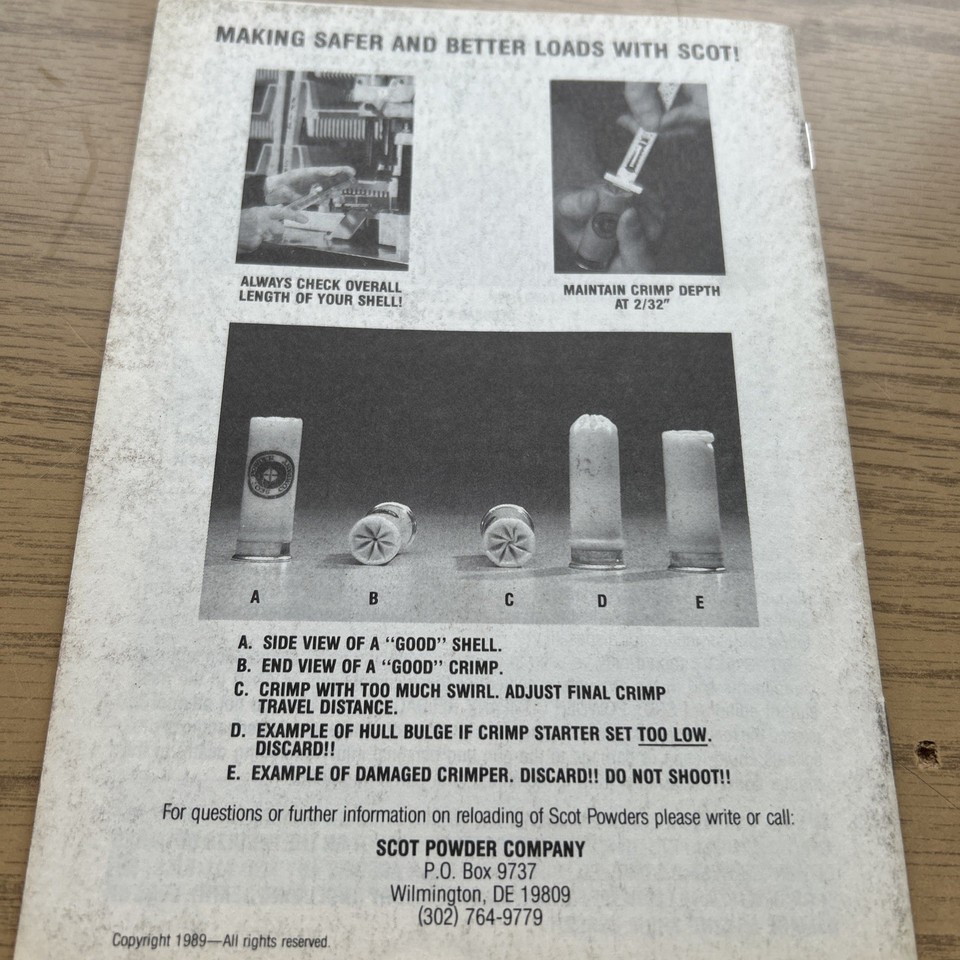 MAKING SAFER AND BETTER LOADS WITH SCOT!
ALWAYS CHECK OVERALL
LENGTH OF YOUR SHELL!
MAINTAIN CRIMP DEPTH
AT 2/32"
A B C D E
A. SIDE VIEW OF A "GOOD" SHELL.
B. END VIEW OF A "GOOD" CRIMP.
C. CRIMP WITH TOO MUCH SWIRL. ADJUST FINAL CRIMP
TRAVEL DISTANCE.
D. EXAMPLE OF HULL BULGE IF CRIMP STARTER SET TOO LOW.
DISCARD!!
E. EXAMPLE OF DAMAGED CRIMPER. DISCARD!! DO NOT SHOOT!!
For questions or further information on reloading of Scot Powders please write or call:
SCOT POWDER COMPANY
P.O. Box 9737
Wilmington, DE 19809
(302) 764-9779
Copyright 1989—All rights reserved.